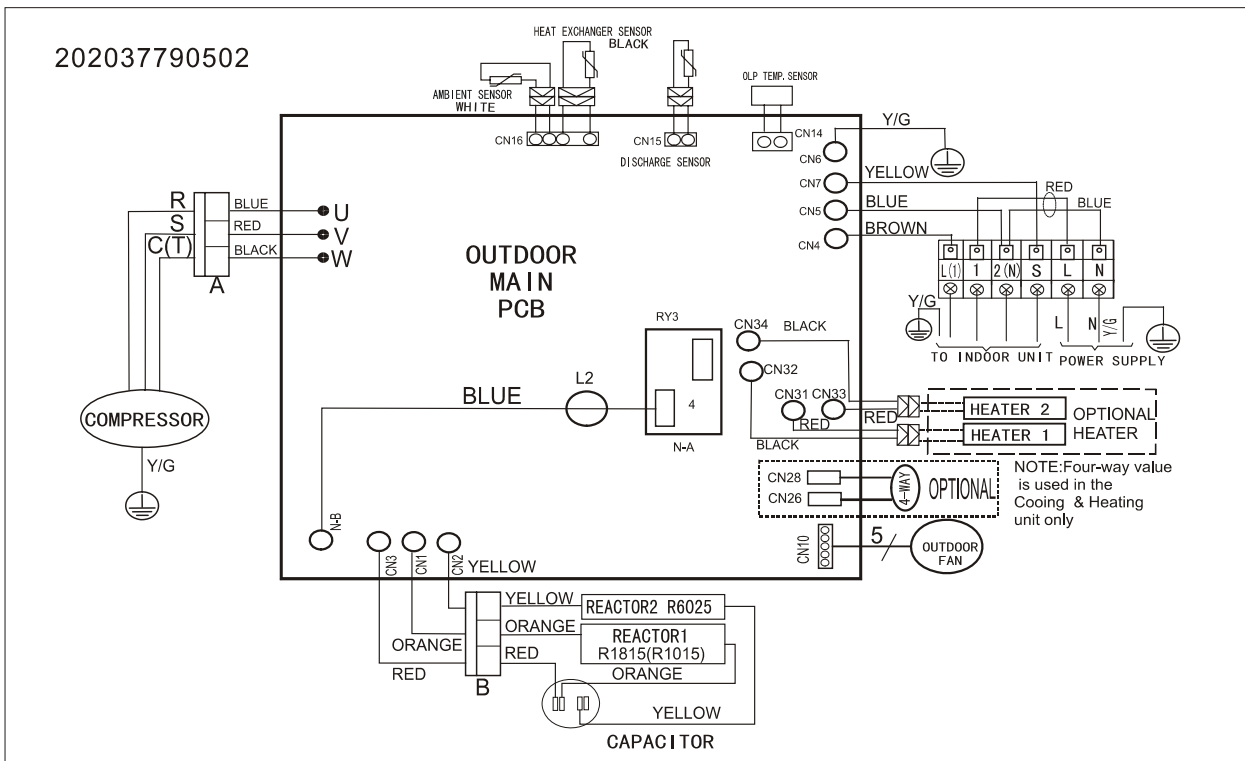 202037790502
HEAT EXCHANGER SENSOR
BLACK
AMBIENT SENSOR
WHITE
OLP TEMP.SENSOR
CN16
CN15
DISCHARGE SENSOR
CN14
CN6
Y/G
CN7
YELLOW
CN5
BLUE
CN4
BROWN
RED
BLUE
L(1) 1 2(N) S L N
Y/G
L
N
Y/G
TO INDOOR UNIT
POWER SUPPLY
R
S
C(T)
BLUE
RED
BLACK
A
U
V
W
OUTDOOR
MAIN
PCB
COMPRESSOR
Y/G
RY3
4
N-A
L2
BLUE
N-B
CN34
BLACK
CN32
CN31
CN33
RED
RED
BLACK
HEATER 2
HEATER 1
OPTIONAL
HEATER
CN28
CN26
4-WAY
OPTIONAL
NOTE:Four-way value
is used in the
Cooing & Heating
unit only
CN10
5
OUTDOOR
FAN
CN3
CN1
CN2
YELLOW
ORANGE
RED
B
YELLOW
ORANGE
RED
REACTOR2 R6025
REACTOR1
R1815(R1015)
ORANGE
YELLOW
CAPACITOR